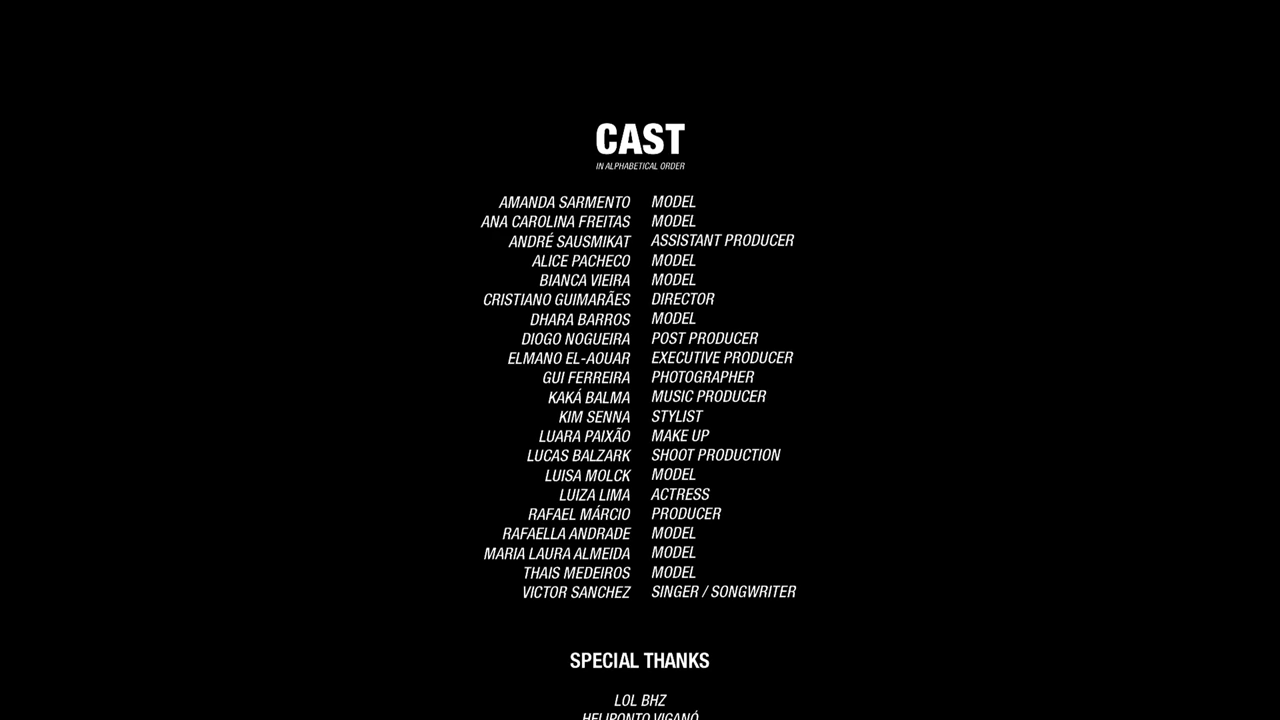 CAST
IN ALPHABETICAL ORDER
AMANDA SARMENTO MODEL
ANA CAROLINA FREITAS MODEL
ANDRÉ SAUSMIKAT ASSISTANT PRODUCER
ALICE PACHECO MODEL
BIANCA VIEIRA MODEL
CRISTIANO GUIMARÃES DIRECTOR
DHARA BARROS MODEL
DIOGO NOGUEIRA POST PRODUCER
ELMANO EL-AOUAR EXECUTIVE PRODUCER
GUI FERREIRA PHOTOGRAPHER
KAKÁ BALMA MUSIC PRODUCER
KIM SENNA STYLIST
LUARA PAIXÃO MAKE UP
LUCAS BALZARK SHOOT PRODUCTION
LUISA MOLCK MODEL
LUIZA LIMA ACTRESS
RAFAEL MÁRCIO PRODUCER
RAFAELLA ANDRADE MODEL
MARIA LAURA ALMEIDA MODEL
THAIS MEDEIROS MODEL
VICTOR SANCHEZ SINGER / SONGWRITER
SPECIAL THANKS
LOL BHZ
HELIPONTO VIGANÓ